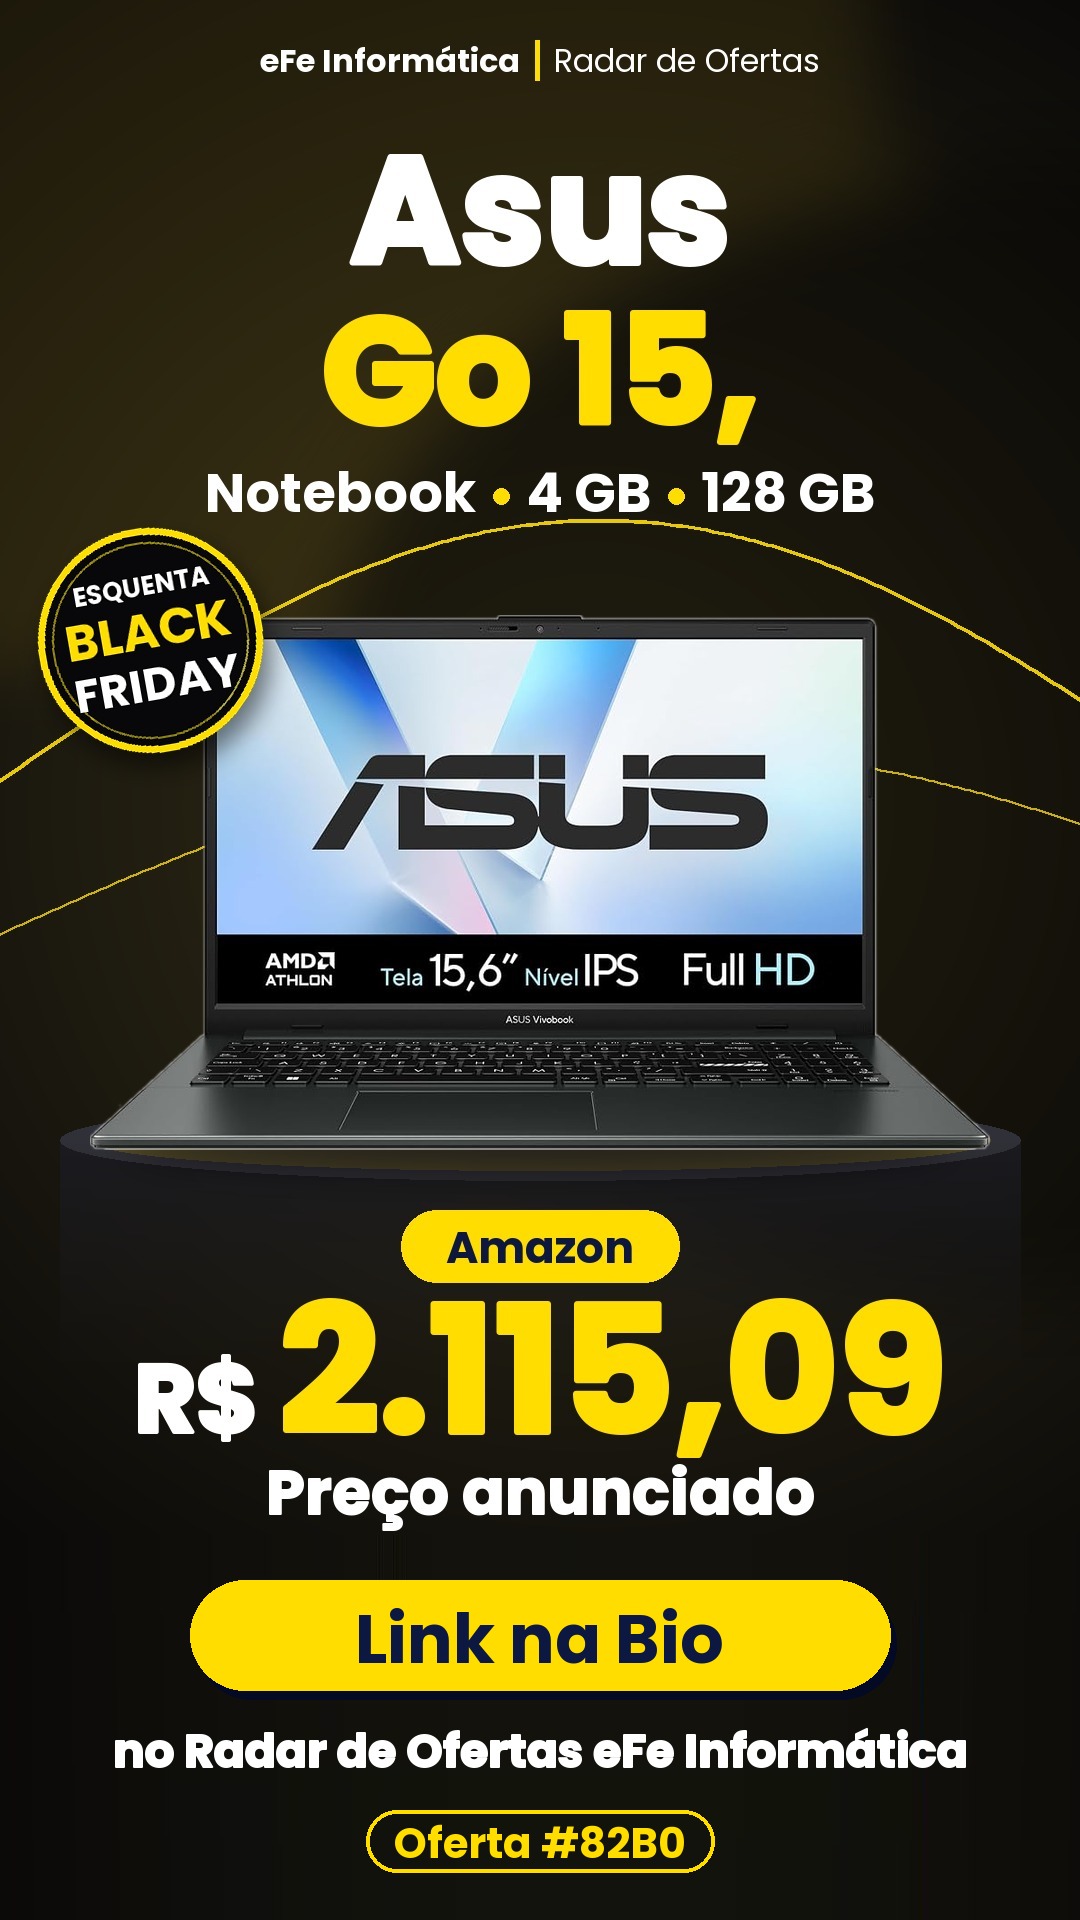 eFe Informática | Radar de Ofertas
Asus
Go 15,
Notebook • 4 GB • 128 GB
ESQUENTA
BLACK
FRIDAY
ASUS
AMD
ATHLON
Tela 15,6” Nível IPS
Full HD
ASUS Vivobook
Amazon
R$ 2.115,09
Preço anunciado
Link na Bio
no Radar de Ofertas eFe Informática
Oferta #82B0